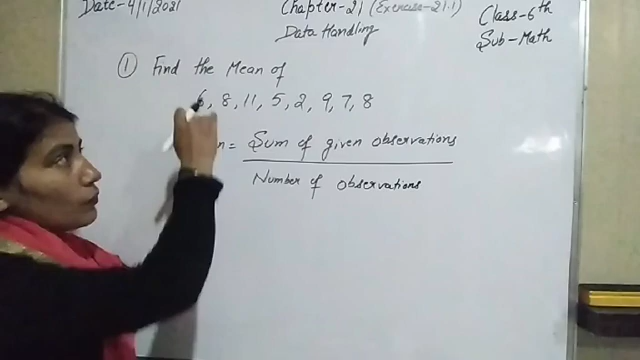 Date-4/1/2021
Chapter-21 (Exercise-21.1)
Data Handling
Class-6th
Sub-Math
① Find the Mean of
6, 8, 11, 5, 2, 9, 7, 8
n = Sum of given observations
Number of observations